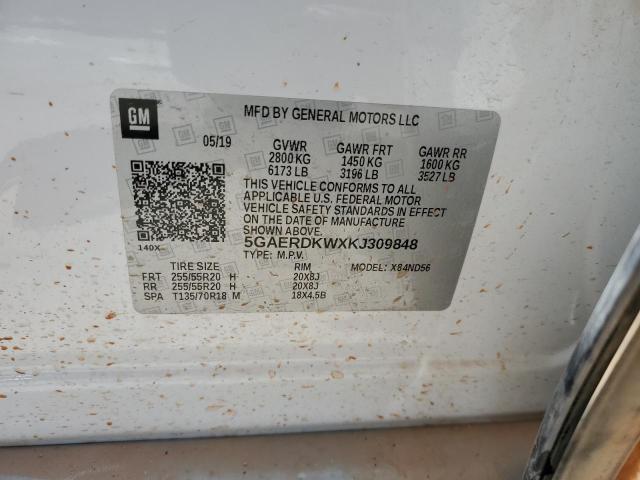 GM
MFD BY GENERAL MOTORS LLC
05/19 GVWR GAWR FRT GAWR RR
2800 KG 1450 KG 1600 KG
6173 LB 3196 LB 3527 LB
THIS VEHICLE CONFORMS TO ALL
APPLICABLE U.S. FEDERAL MOTOR
VEHICLE SAFETY STANDARDS IN EFFECT
ON THE DATE OF MANUFACTURE
SHOWN ABOVE.
140X 5GAERDKWXKJ309848
TYPE: M.P.V.
TIRE SIZE RIM MODEL: X84ND56
FRT 255/55R20 H 20X8J
RR 255/55R20 H 20X8J
SPA T135/70R18 M 18X4.5B